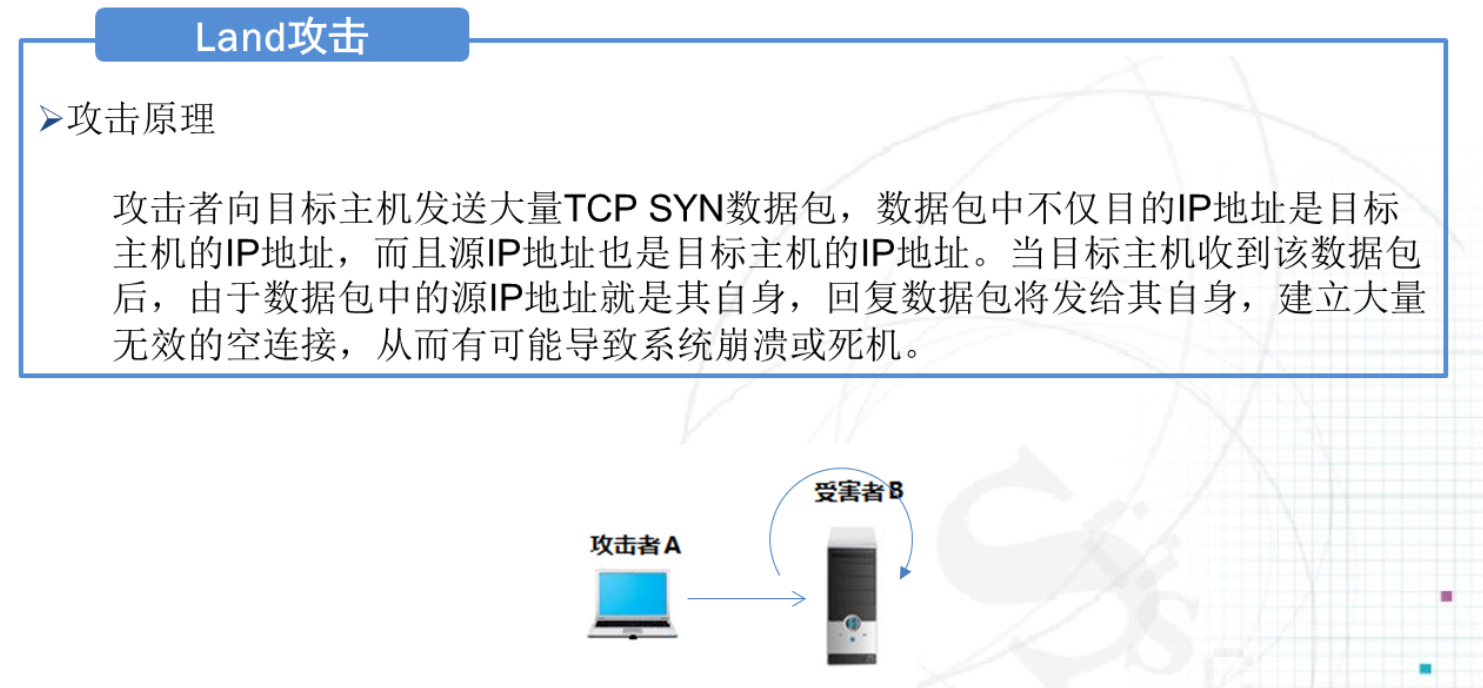 Land攻击
➢攻击原理
攻击者向目标主机发送大量TCP SYN数据包，数据包中不仅目的IP地址是目标
主机的IP地址，而且源IP地址也是目标主机的IP地址。当目标主机收到该数据包
后，由于数据包中的源IP地址就是其自身，回复数据包将发给其自身，建立大量
无效的空连接，从而有可能导致系统崩溃或死机。
受害者B
攻击者A